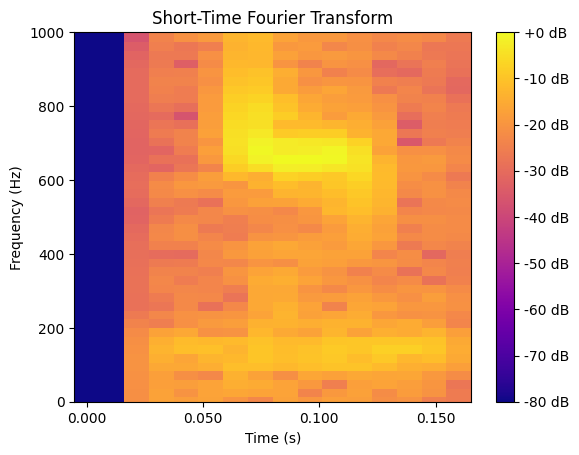 Short-Time Fourier Transform
1000
800
600
400
200
0
Frequency (Hz)
0.000
0.050
0.100
0.150
Time (s)
+0 dB
-10 dB
-20 dB
-30 dB
-40 dB
-50 dB
-60 dB
-70 dB
-80 dB